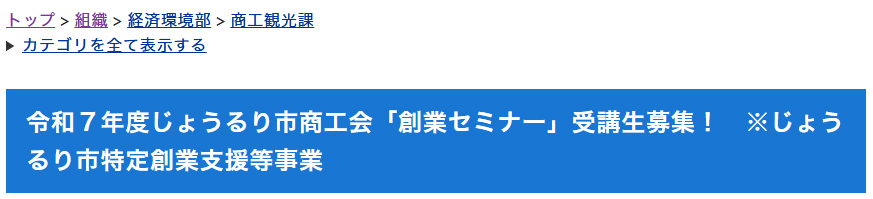 トップ > 組織 > 経済環境部 > 商工観光課
▶ カテゴリを全て表示する
令和７年度じょうるり市商工会「創業セミナー」受講生募集！　※じょう
るり市特定創業支援等事業